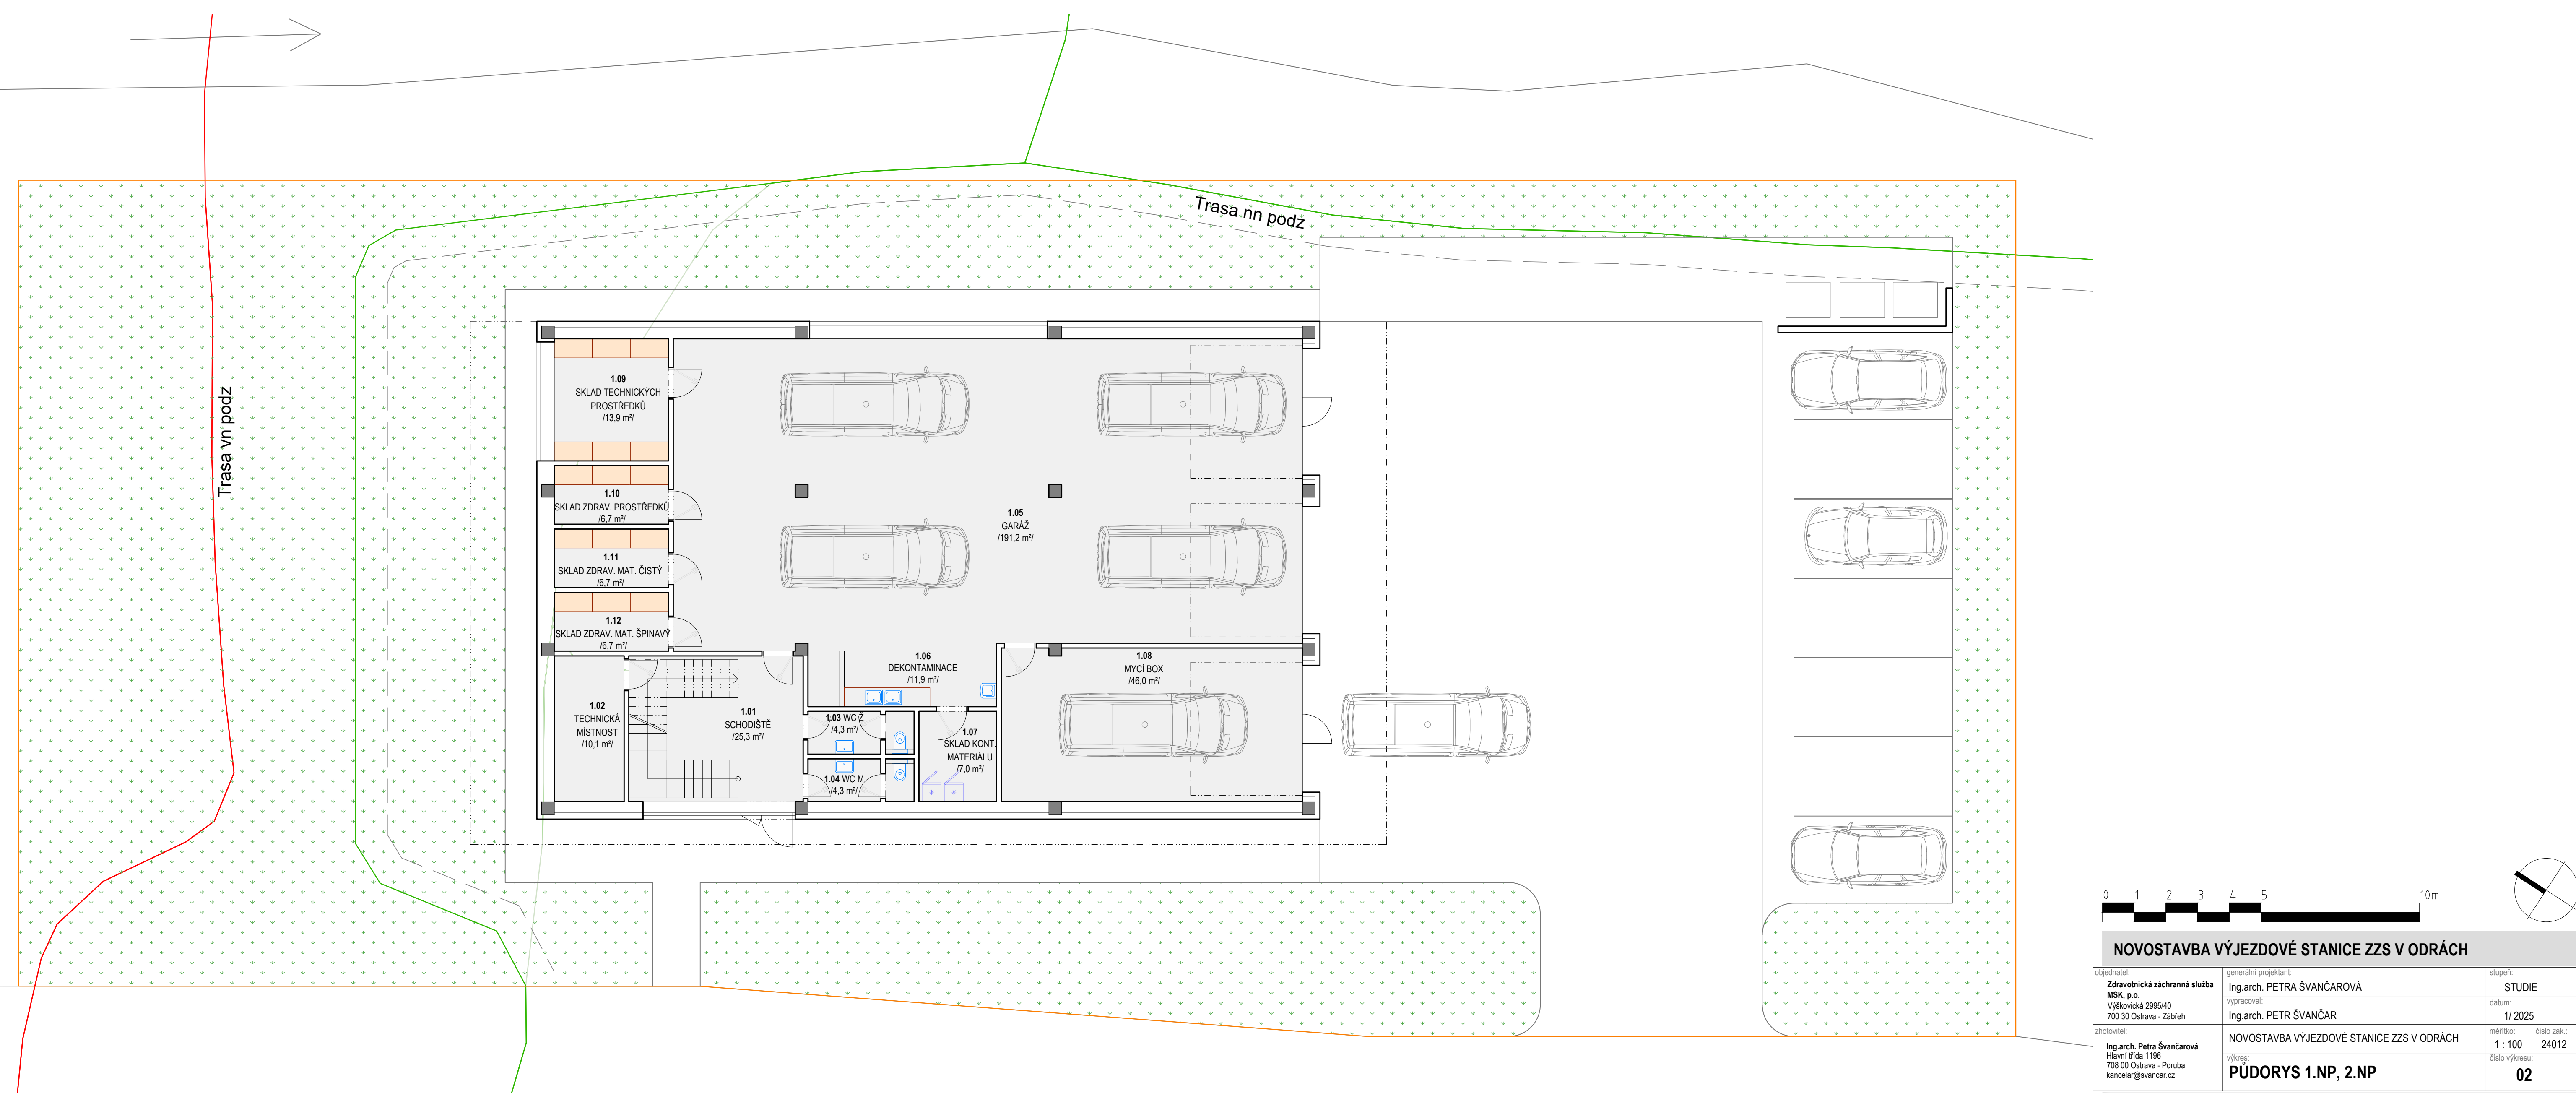 Trasa nn podz
Trasa vn podz
1.09
SKLAD TECHNICKÝCH
PROSTŘEDKŮ
/13,9 m²/
1.10
SKLAD ZDRAV. PROSTŘEDKŮ
/6,7 m²/
1.11
SKLAD ZDRAV. MAT. ČISTÝ
/6,7 m²/
1.12
SKLAD ZDRAV. MAT. ŠPINAVÝ
/6,7 m²/
1.05
GARÁŽ
/191,2 m²/
1.06
DEKONTAMINACE
/11,9 m²/
1.08
MYCÍ BOX
/46,0 m²/
1.02
TECHNICKÁ
MÍSTNOST
/10,1 m²/
1.01
SCHODIŠTĚ
/25,3 m²/
1.03 WC Ž
/4,3 m²/
1.04 WC M
/4,3 m²/
1.07
SKLAD KONT.
MATERIÁLU
/7,0 m²/
0 1 2 3 4 5 10m
NOVOSTAVBA VÝJEZDOVÉ STANICE ZZS V ODRÁCH
objednatel:
Zdravotnická záchranná služba
MSK, p.o.
Výškovická 2995/40
700 30 Ostrava - Zábřeh
zhotovitel:
Ing.arch. Petra Švančarová
Hlavní třída 1196
708 00 Ostrava - Poruba
kancelar@svancar.cz
generální projektant:
Ing.arch. PETRA ŠVANČAROVÁ
vypracoval:
Ing.arch. PETR ŠVANČAR
NOVOSTAVBA VÝJEZDOVÉ STANICE ZZS V ODRÁCH
výkres:
PŮDORYS 1.NP, 2.NP
stupeň:
STUDIE
datum:
1/ 2025
měřítko:
1 : 100
číslo zak.:
24012
číslo výkresu:
02